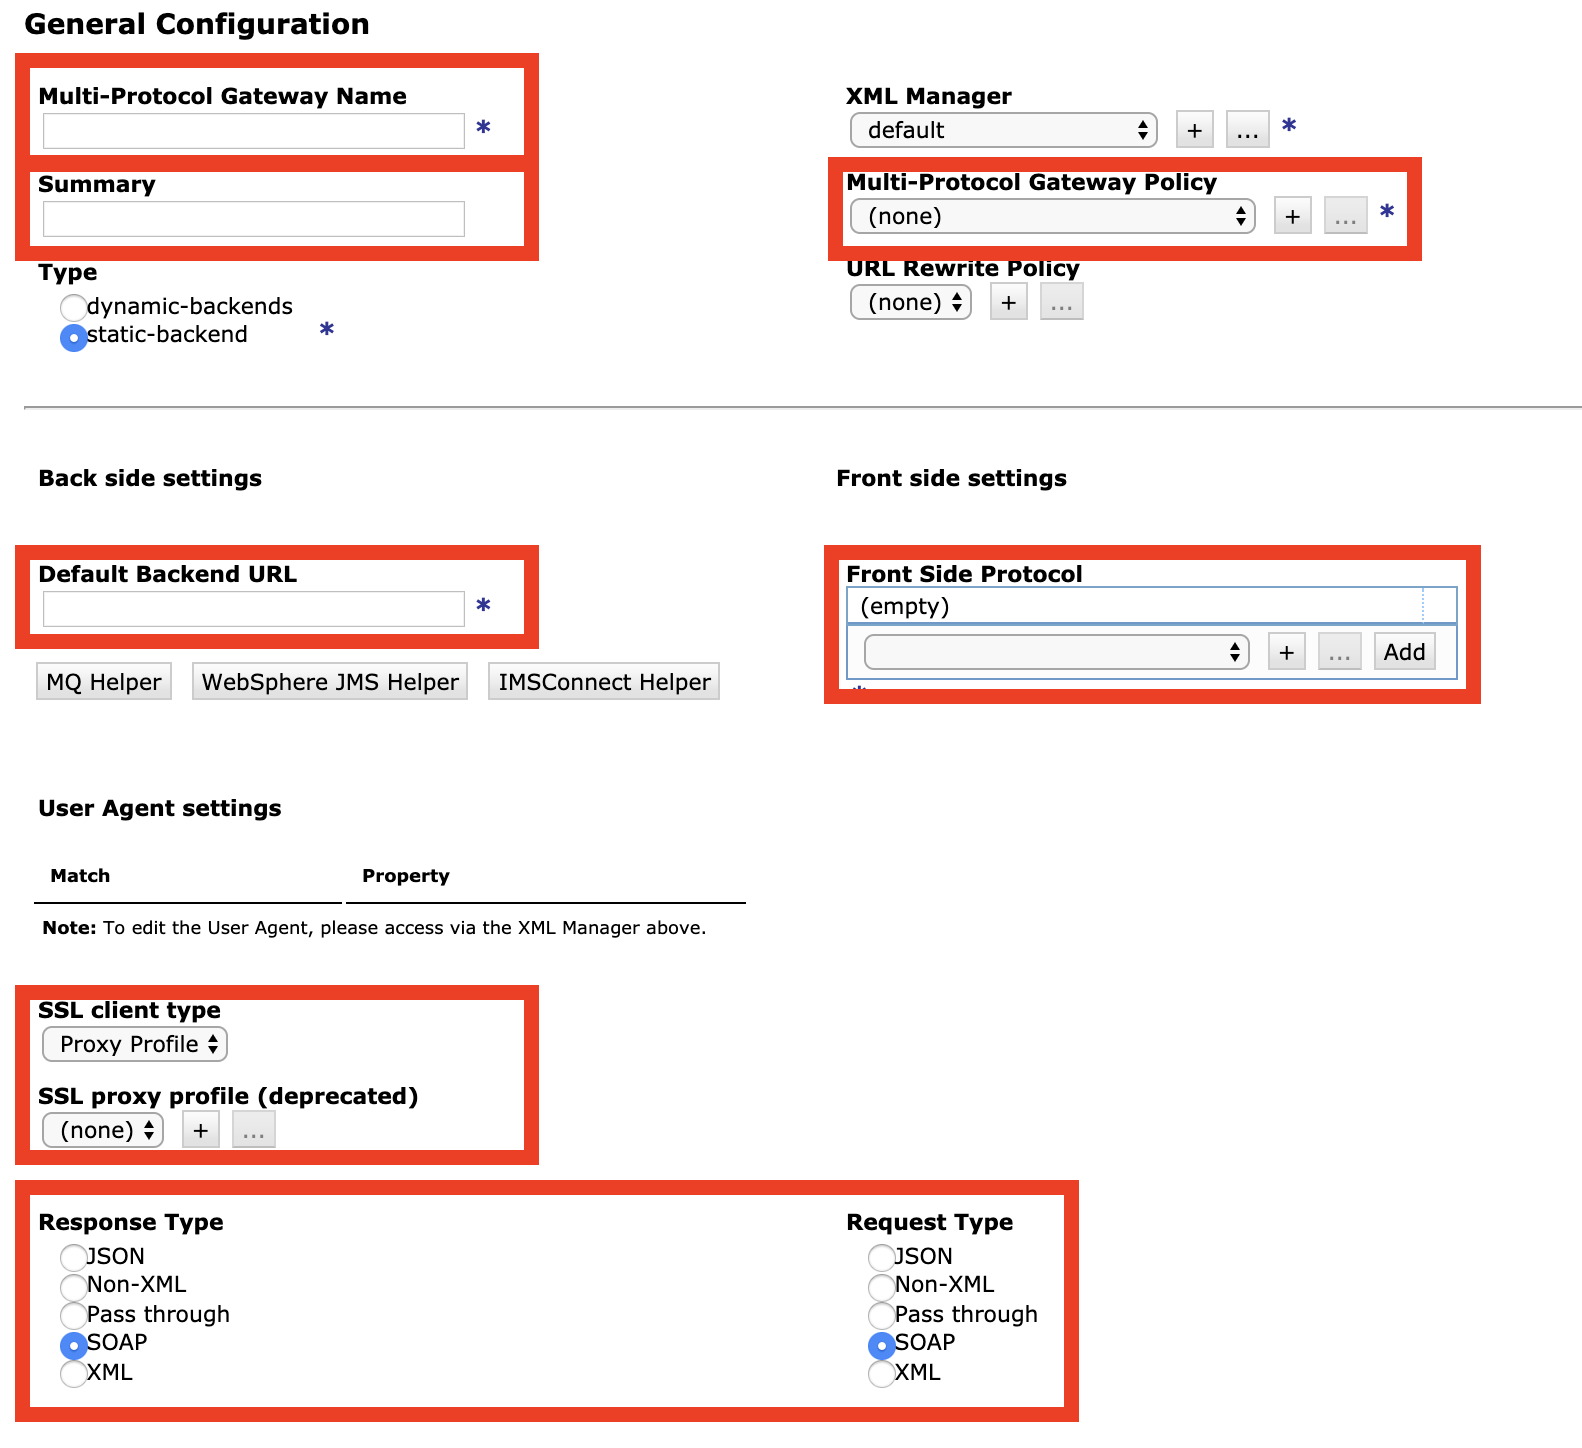 General Configuration
Multi-Protocol Gateway Name
*
Summary
Type
dynamic-backends
static-backend *
XML Manager
default + ... *
Multi-Protocol Gateway Policy
(none) + ... *
URL Rewrite Policy
(none) + ...
Back side settings
Default Backend URL
*
MQ Helper WebSphere JMS Helper IMSConnect Helper
Front side settings
Front Side Protocol
(empty)
+ ... Add
*
User Agent settings
Match Property
Note: To edit the User Agent, please access via the XML Manager above.
SSL client type
Proxy Profile
SSL proxy profile (deprecated)
(none) + ...
Response Type
JSON
Non-XML
Pass through
SOAP
XML
Request Type
JSON
Non-XML
Pass through
SOAP
XML